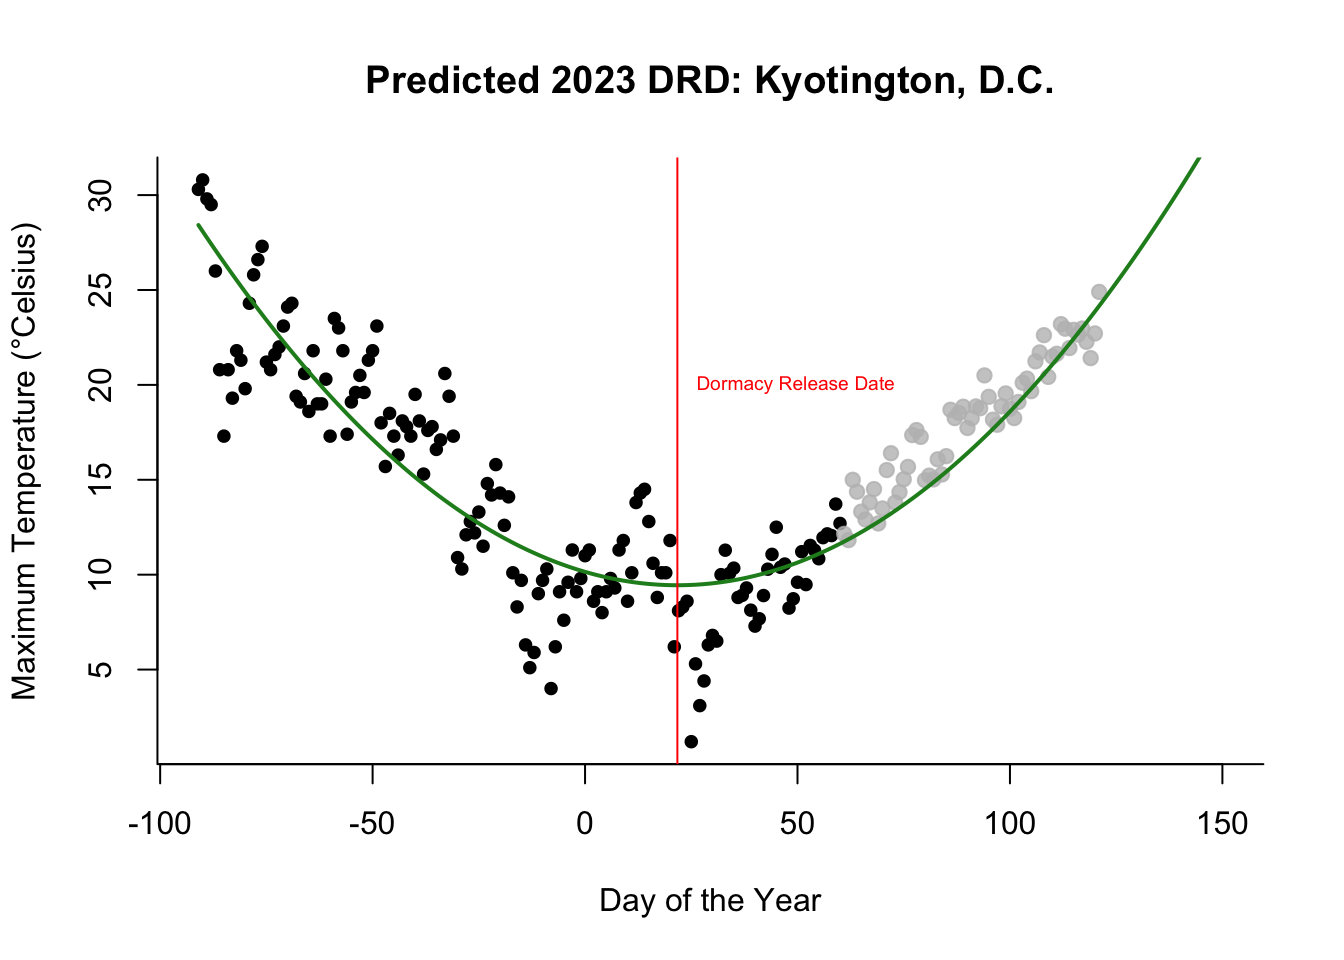 Predicted 2023 DRD: Kyotington, D.C.
Maximum Temperature (°Celsius)
30
25
20
15
10
5
Dormacy Release Date
-100 -50 0 50 100 150
Day of the Year